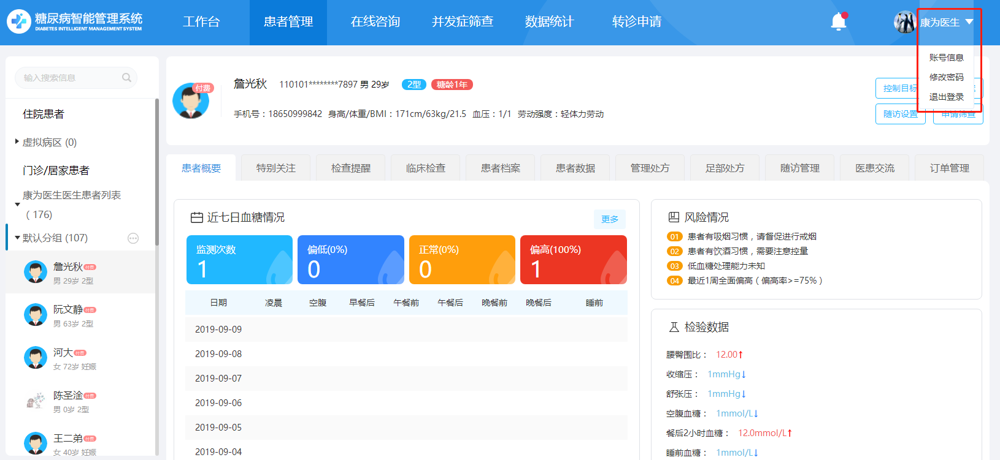 糖尿病智能管理系统
DIABETES INTELLIGENT MANAGEMENT SYSTEM
工作台
患者管理
在线咨询
并发症筛查
数据统计
转诊申请
康为医生
账号信息
修改密码
退出登录
输入搜索信息
住院患者
虚拟病区 (0)
门诊/居家患者
康为医生医生患者列表
( 176)
默认分组 (107)
詹光秋 付费
男 29岁 2型
阮文静 付费
男 63岁 2型
河大 付费
女 72岁 妊娠
陈圣淦 付费
男 0岁 2型
王二弟 付费
女 40岁 妊娠
付费
詹光秋 110101********7897 男 29岁 2型 糖龄1年
手机号：18650999842 身高/体重/BMI：171cm/63kg/21.5 血压：1/1 劳动强度：轻体力劳动
控制目标
随访设置
申请筛查
患者概要 特别关注 检查提醒 临床检查 患者档案 患者数据 管理处方 足部处方 随访管理 医患交流 订单管理
近七日血糖情况
更多
监测次数
1
偏低(0%)
0
正常(0%)
0
偏高(100%)
1
日期 凌晨 空腹 早餐后 午餐前 午餐后 晚餐前 晚餐后 睡前
2019-09-09
2019-09-08
2019-09-07
2019-09-06
2019-09-05
2019-09-04
风险情况
01 患者有吸烟习惯，请督促进行戒烟
02 患者有饮酒习惯，需要注意控量
03 低血糖处理能力未知
04 最近1周全面偏高（偏高率>=75%）
检验数据
腰臀围比： 12.00↑
收缩压： 1mmHg↓
舒张压： 1mmHg↓
空腹血糖： 1mmol/L↓
餐后2小时血糖： 12.0mmol/L↑
睡前血糖： 1mmol/L↓